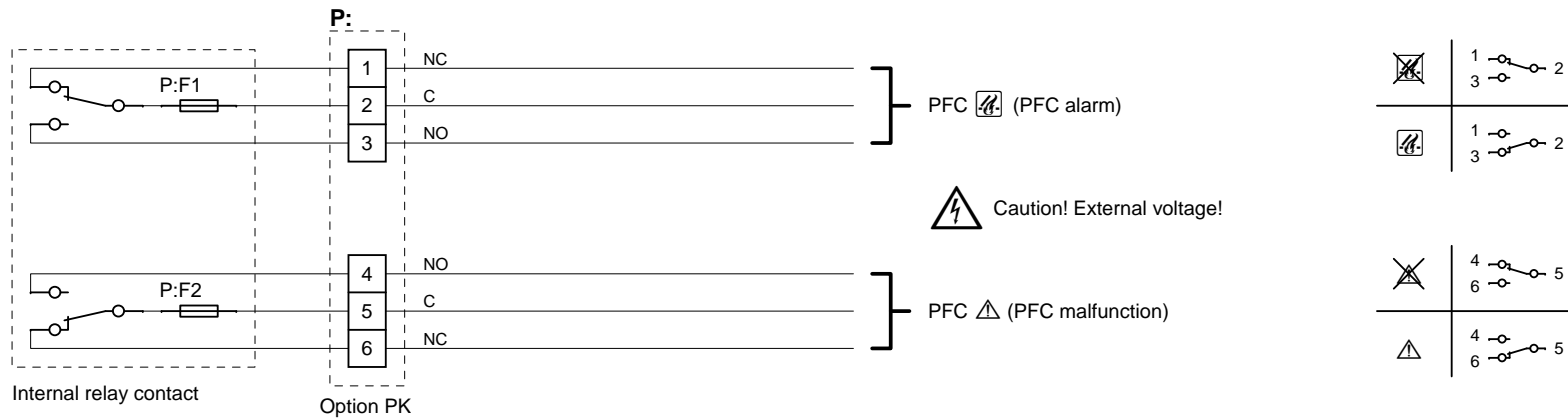 P:
P:F1
1 NC
2 C
3 NO
PFC (PFC alarm)
1
3 2
1
3 2
Caution! External voltage!
P:F2
4 NO
5 C
6 NC
PFC (PFC malfunction)
4
6 5
4
6 5
Internal relay contact
Option PK